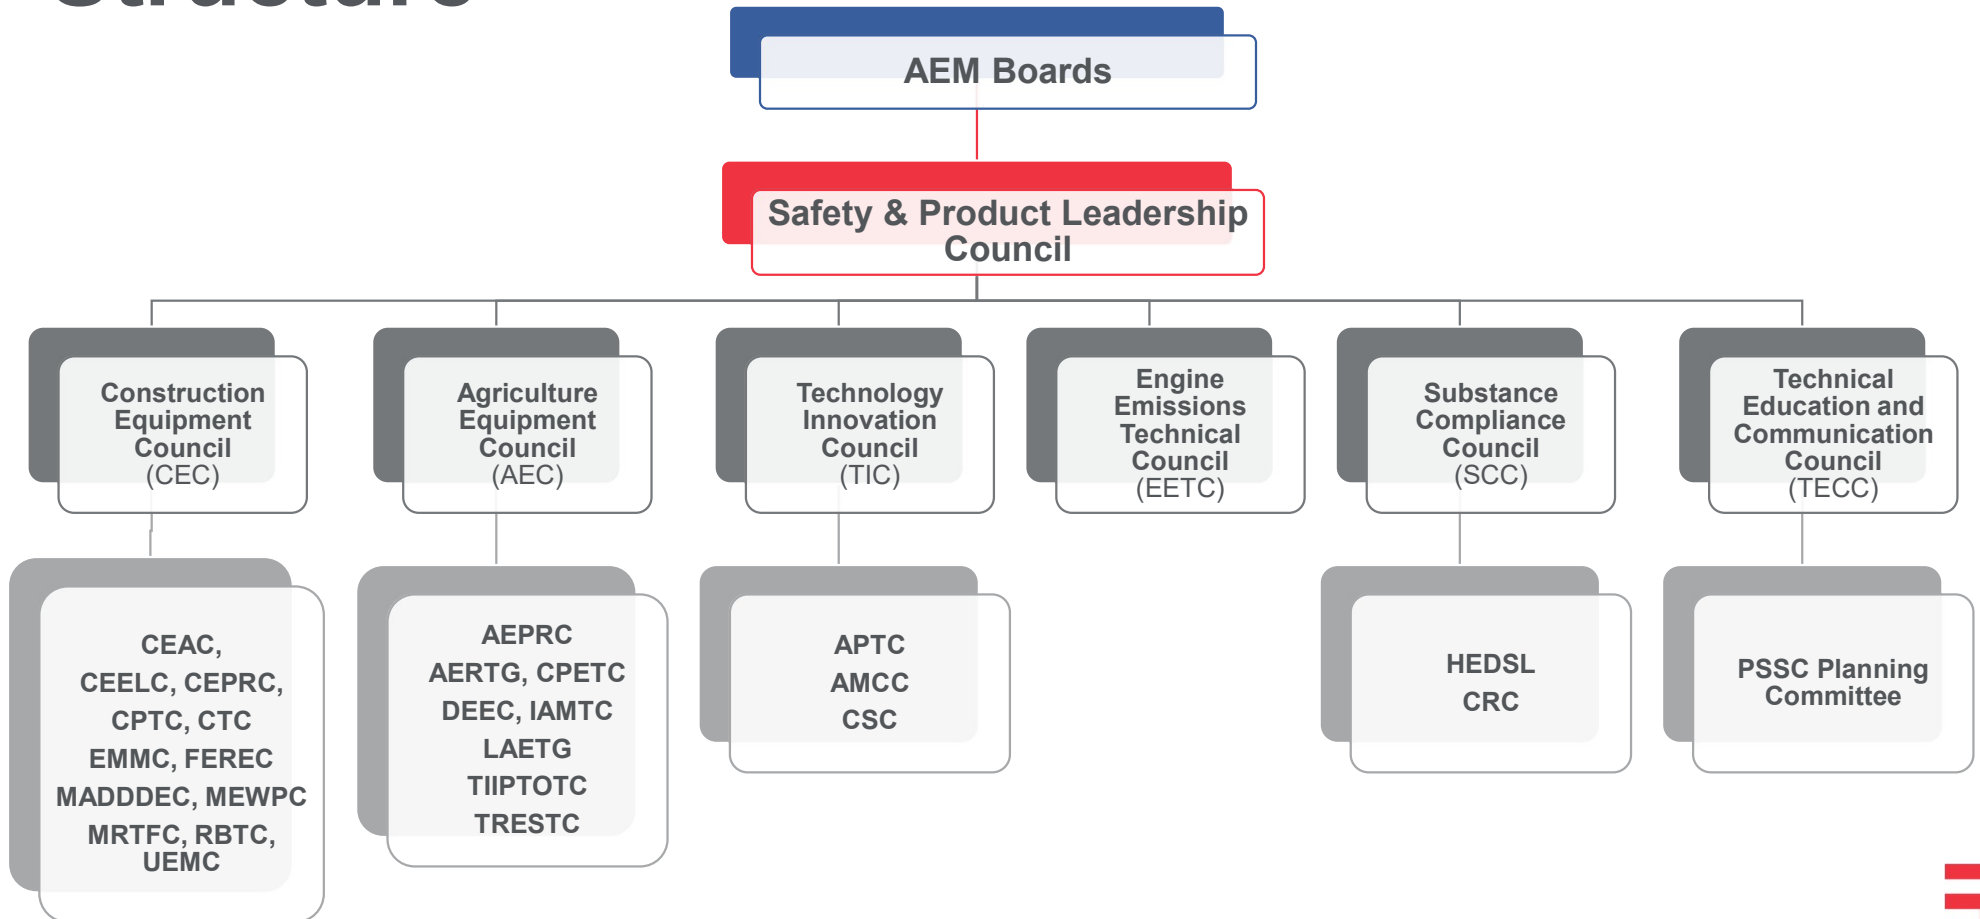 Structure
AEM Boards
Safety & Product Leadership
Council
Construction
Equipment
Council
(CEC)
Agriculture
Equipment
Council
(AEC)
Technology
Innovation
Council
(TIC)
Engine
Emissions
Technical
Council
(EETC)
Substance
Compliance
Council
(SCC)
Technical
Education and
Communication
Council
(TECC)
CEAC,
CEELC, CEPRC,
CPTC, CTC
EMMC, FEREC
MADDDEC, MEWPC
MRTFC, RBTC,
UEMC
AEPRC
AERTG, CPETC
DEEC, IAMTC
LAETG
TIIPTOTC
TRESTC
APTC
AMCC
CSC
HEDSL
CRC
PSSC Planning
Committee